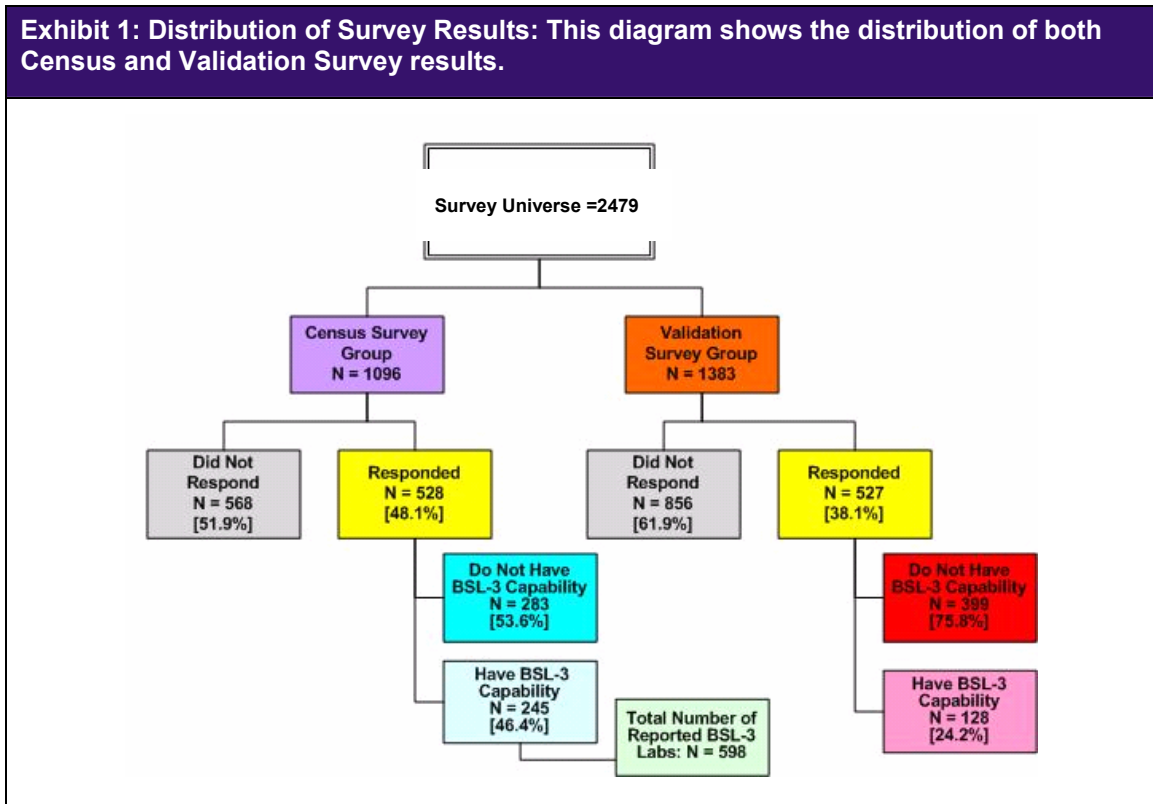 Exhibit 1: Distribution of Survey Results: This diagram shows the distribution of both
Census and Validation Survey results.
Survey Universe =2479
Census Survey
Group
N = 1096
Validation
Survey Group
N = 1383
Did Not
Respond
N = 568
[51.9%]
Responded
N = 528
[48.1%]
Did Not
Respond
N = 856
[61.9%]
Responded
N = 527
[38.1%]
Do Not Have
BSL-3 Capability
N = 283
[53.6%]
Do Not Have
BSL-3 Capability
N = 399
[75.8%]
Have BSL-3
Capability
N = 245
[46.4%]
Total Number of
Reported BSL-3
Labs: N = 598
Have BSL-3
Capability
N = 128
[24.2%]